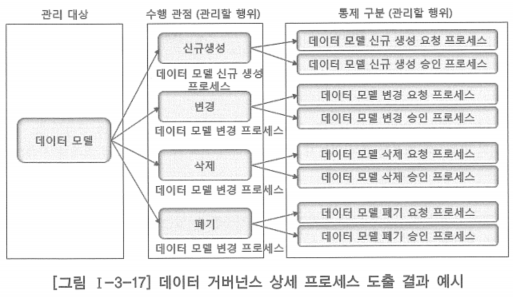 관리 대상
수행 관점 (관리할 행위)
통제 구분 (관리할 행위)
데이터 모델
신규생성
데이터 모델 신규 생성
프로세스
변경
데이터 모델 변경 프로세스
삭제
데이터 모델 변경 프로세스
폐기
데이터 모델 변경 프로세스
데이터 모델 신규 생성 요청 프로세스
데이터 모델 신규 생성 승인 프로세스
데이터 모델 변경 요청 프로세스
데이터 모델 변경 승인 프로세스
데이터 모델 삭제 요청 프로세스
데이터 모델 삭제 승인 프로세스
데이터 모델 폐기 요청 프로세스
데이터 모델 폐기 승인 프로세스
[그림 Ⅰ-3-17] 데이터 거버넌스 상세 프로세스 도출 결과 예시